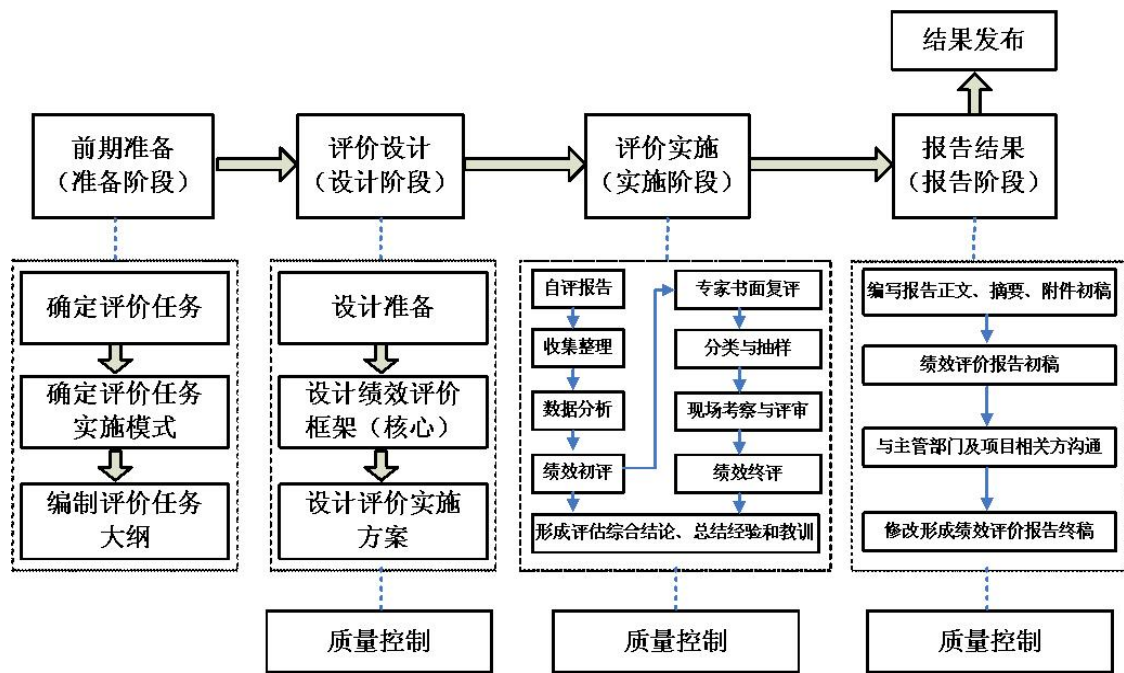 结果发布
前期准备
（准备阶段）
评价设计
（设计阶段）
评价实施
（实施阶段）
报告结果
（报告阶段）
确定评价任务
确定评价任务
实施模式
编制评价任务
大纲
设计准备
设计绩效评价
框架（核心）
设计评价实施
方案
自评报告
收集整理
数据分析
绩效初评
专家书面复评
分类与抽样
现场考察与评审
绩效终评
形成评估综合结论、总结经验和教训
编写报告正文、摘要、附件初稿
绩效评价报告初稿
与主管部门及项目相关方沟通
修改形成绩效评价报告终稿
质量控制
质量控制
质量控制